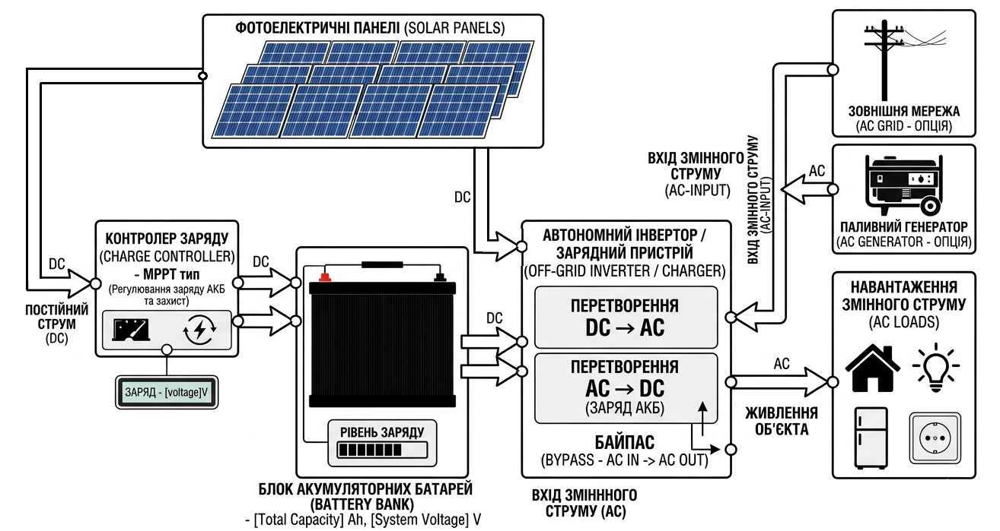 ФОТОЕЛЕКТРИЧНІ ПАНЕЛІ (SOLAR PANELS)
ЗОВНІШНЯ МЕРЕЖА
(AC GRID - ОПЦІЯ)
ВХІД ЗМІННОГО
СТРУМУ
(AC-INPUT)
ВХІД ЗМІННОГО СТРУМУ
(AC-INPUT)
AC
ПАЛИВНИЙ ГЕНЕРАТОР
(AC GENERATOR - ОПЦІЯ)
DC
DC
ПОСТІЙНИЙ
СТРУМ
(DC)
КОНТРОЛЕР ЗАРЯДУ
(CHARGE CONTROLLER)
- МРРТ тип
(Регулювання заряду АКБ
та захист)
ЗАРЯД - [voltage]V
DC
РІВЕНЬ ЗАРЯДУ
БЛОК АКУМУЛЯТОРНИХ БАТАРЕЙ
(BATTERY BANK)
- [Total Capacity] Ah, [System Voltage] V
DC
АВТОНОМНИЙ ІНВЕРТОР /
ЗАРЯДНИЙ ПРИСТРІЙ
(OFF-GRID INVERTER / CHARGER)
ПЕРЕТВОРЕННЯ
DC → AC
ПЕРЕТВОРЕННЯ
AC → DC
(ЗАРЯД АКБ)
БАЙПАС
(BYPASS - AC IN -> AC OUT)
ВХІД ЗМІНННОГО
СТРУМУ (AC)
AC
ЖИВЛЕННЯ
ОБ'ЄКТА
НАВАНТАЖЕННЯ
ЗМІННОГО СТРУМУ
(AC LOADS)